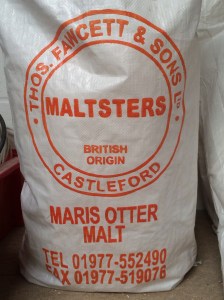 THOS. FAWCETT & SONS LTD
MALTSTERS
BRITISH
ORIGIN
CASTLEFORD
MARIS OTTER
MALT
TEL 01977-552490
FAX 01977-519076